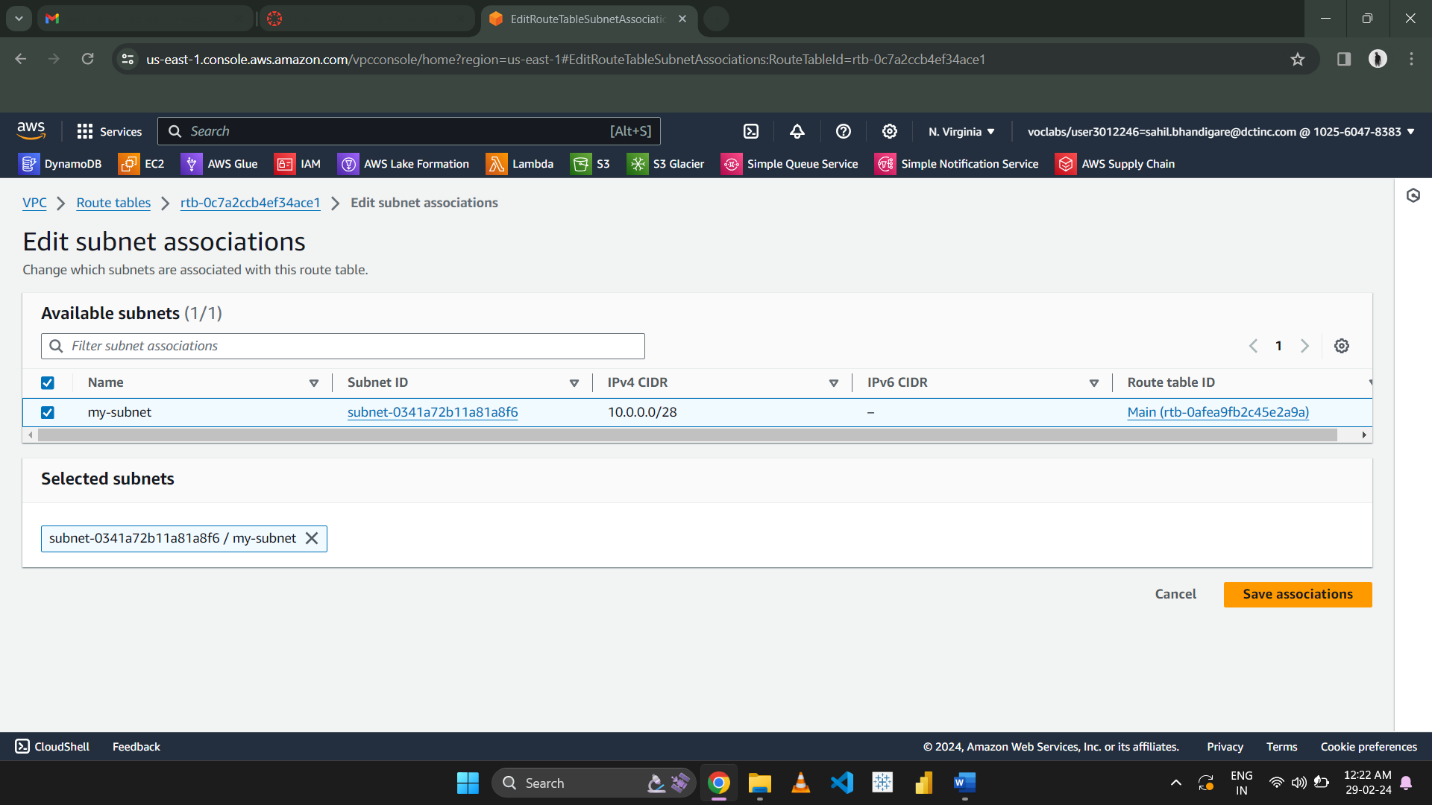 EditRouteTableSubnetAssociatic
us-east-1.console.aws.amazon.com/vpcconsole/home?region=us-east-1#EditRouteTableSubnetAssociations:RouteTableId=rtb-0c7a2ccb4ef34ace1
aws Services Search [Alt+S] N. Virginia voclabs/user3012246=sahil.bhandigare@dctinc.com @ 1025-6047-8383
DynamoDB EC2 AWS Glue IAM AWS Lake Formation Lambda S3 S3 Glacier Simple Queue Service Simple Notification Service AWS Supply Chain
VPC Route tables rtb-0c7a2ccb4ef34ace1 Edit subnet associations
Edit subnet associations
Change which subnets are associated with this route table.
Available subnets (1/1)
Filter subnet associations 1
Name Subnet ID IPv4 CIDR IPv6 CIDR Route table ID
my-subnet subnet-0341a72b11a81a8f6 10.0.0.0/28 – Main (rtb-0afea9fb2c45e2a9a)
Selected subnets
subnet-0341a72b11a81a8f6 / my-subnet
Cancel Save associations
CloudShell Feedback © 2024, Amazon Web Services, Inc. or its affiliates. Privacy Terms Cookie preferences
Search ENG 12:22 AM
IN 29-02-24